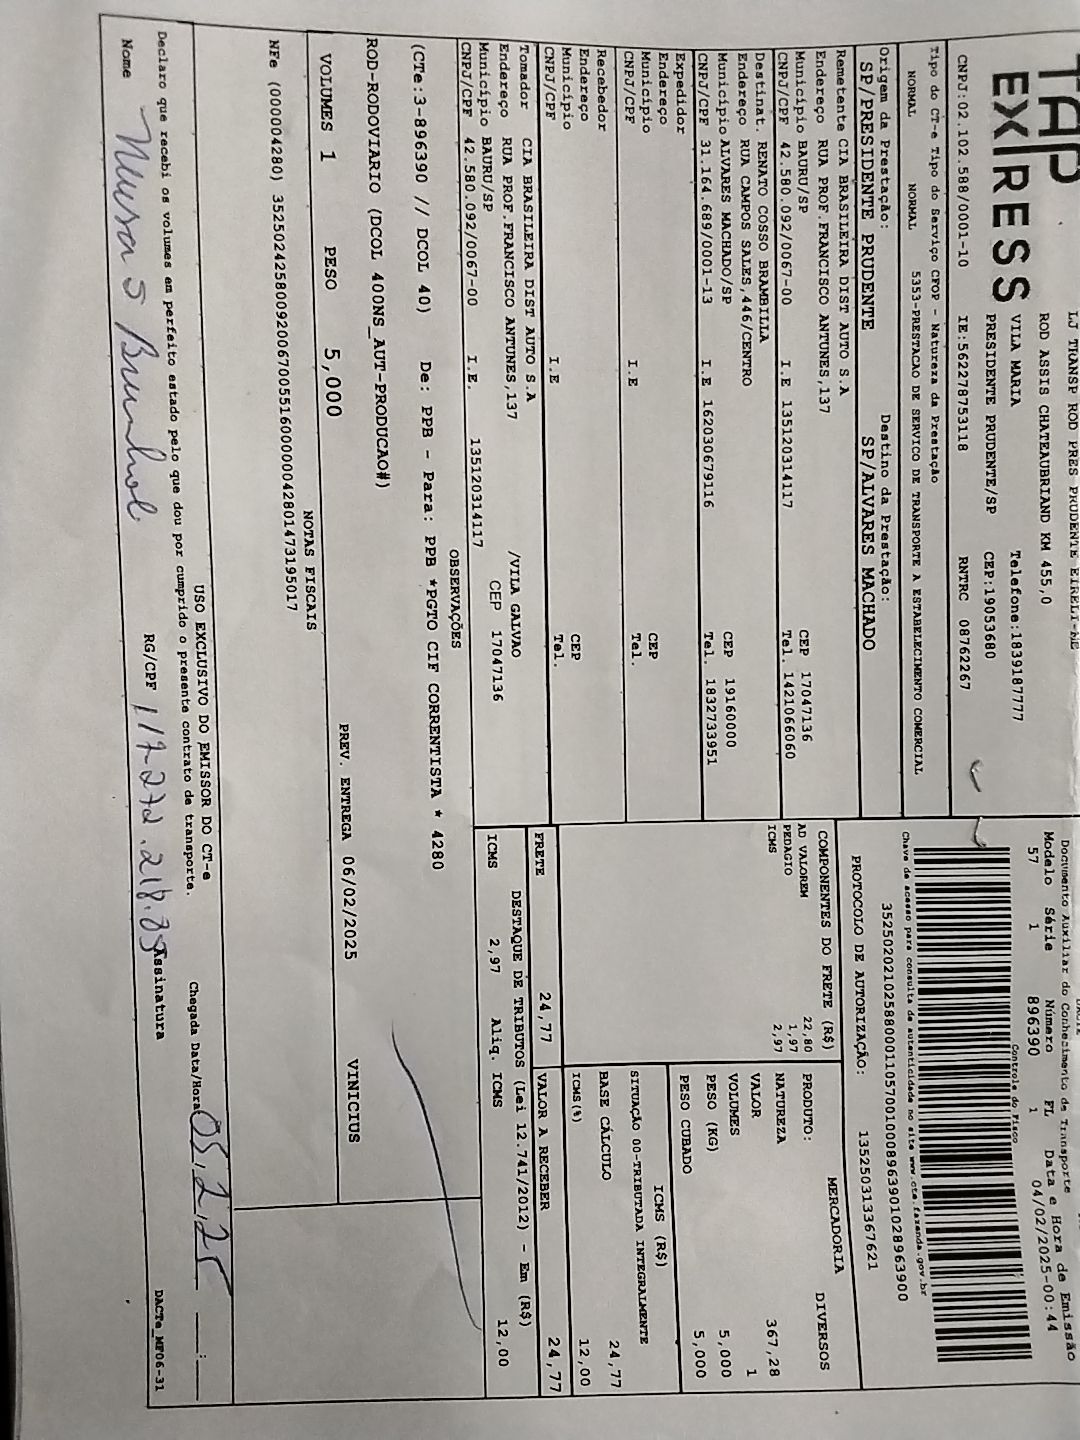 TAP
EXPRESS
LJ TRANSP ROD PRES PRUDENTE EIRELI-ME
ROD ASSIS CHATEAUBRIAND KM 455,0
VILA MARIA Telefone:1839187777
PRESIDENTE PRUDENTE/SP CEP:19053680
CNPJ:02.102.588/0001-10 IE:562278753118 RNTRC 08762267
Documento Auxiliar do Conhecimento de Transporte
Modelo Série Número FL Data e Hora de Emissão
57 1 896390 1 04/02/2025-00:44
Controle do Fisco
Tipo do CT-e Tipo do Serviço CFOP - Natureza da Prestação
NORMAL NORMAL 5353-PRESTACAO DE SERVICO DE TRANSPORTE A ESTABELECIMENTO COMERCIAL
Chave de acesso para consulta de autenticidade no site www.cte.fazenda.gov.br
35250202102588000110570010008963901028963900
PROTOCOLO DE AUTORIZAÇÃO: 135250313367621
Origem da Prestação: Destino da Prestação:
SP/PRESIDENTE PRUDENTE SP/ALVARES MACHADO
Remetente CIA BRASILEIRA DIST AUTO S.A
Endereço RUA PROF.FRANCISCO ANTUNES,137
Município BAURU/SP CEP 17047136
CNPJ/CPF 42.580.092/0067-00 I.E 135120314117 Tel. 1421066060
Destinat. RENATO COSSO BRAMBILLA
Endereço RUA CAMPOS SALES,446/CENTRO
Município ALVARES MACHADO/SP CEP 19160000
CNPJ/CPF 31.164.689/0001-13 I.E 162030679116 Tel. 1832733951
Expedidor
Endereço
Município CEP
CNPJ/CPF I.E Tel.
Recebedor
Endereço
Município CEP
CNPJ/CPF I.E Tel.
Tomador CIA BRASILEIRA DIST AUTO S.A
Endereço RUA PROF.FRANCISCO ANTUNES,137 /VILA GALVAO
Município BAURU/SP CEP 17047136
CNPJ/CPF 42.580.092/0067-00 I.E. 135120314117
COMPONENTES DO FRETE (R$)
AD VALOREM 22,80
PEDAGIO 1,97
ICMS 2,97
MERCADORIA
PRODUTO: DIVERSOS
NATUREZA
VALOR 367,28
VOLUMES 1
PESO (KG) 5,000
PESO CUBADO 5,000
ICMS (R$)
SITUAÇÃO 00-TRIBUTADA INTEGRALMENTE
BASE CÁLCULO 24,77
ICMS(%) 12,00
FRETE 24,77 VALOR A RECEBER 24,77
DESTAQUE DE TRIBUTOS (Lei 12.741/2012) - Em (R$)
ICMS 2,97 Aliq. ICMS 12,00
OBSERVAÇÕES
(CTe:3-896390 // DCOL 40) De: PPB - Para: PPB *PGTO CIF CORRENTISTA * 4280
ROD-RODOVIARIO (DCOL 400NS_AUT-PRODUCAO#)
VOLUMES 1 PESO 5,000 PREV. ENTREGA 06/02/2025 VINICIUS
NOTAS FISCAIS
NFe (000004280) 35250242580092006700551600000042801473195017
USO EXCLUSIVO DO EMISSOR DO CT-e
Declaro que recebi os volumes em perfeito estado pelo que dou por cumprido o presente contrato de transporte.
Chegada Data/Hora 05,2,25 __:__
Nome RG/CPF Assinatura
DACTe_MF06-31